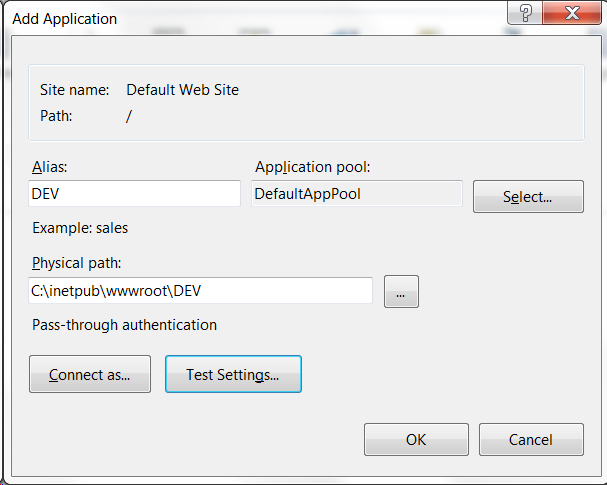 Add Application
?
Site name: Default Web Site
Path: /
Alias: Application pool:
DEV DefaultAppPool Select...
Example: sales
Physical path:
C:\inetpub\wwwroot\DEV ...
Pass-through authentication
Connect as... Test Settings...
OK Cancel